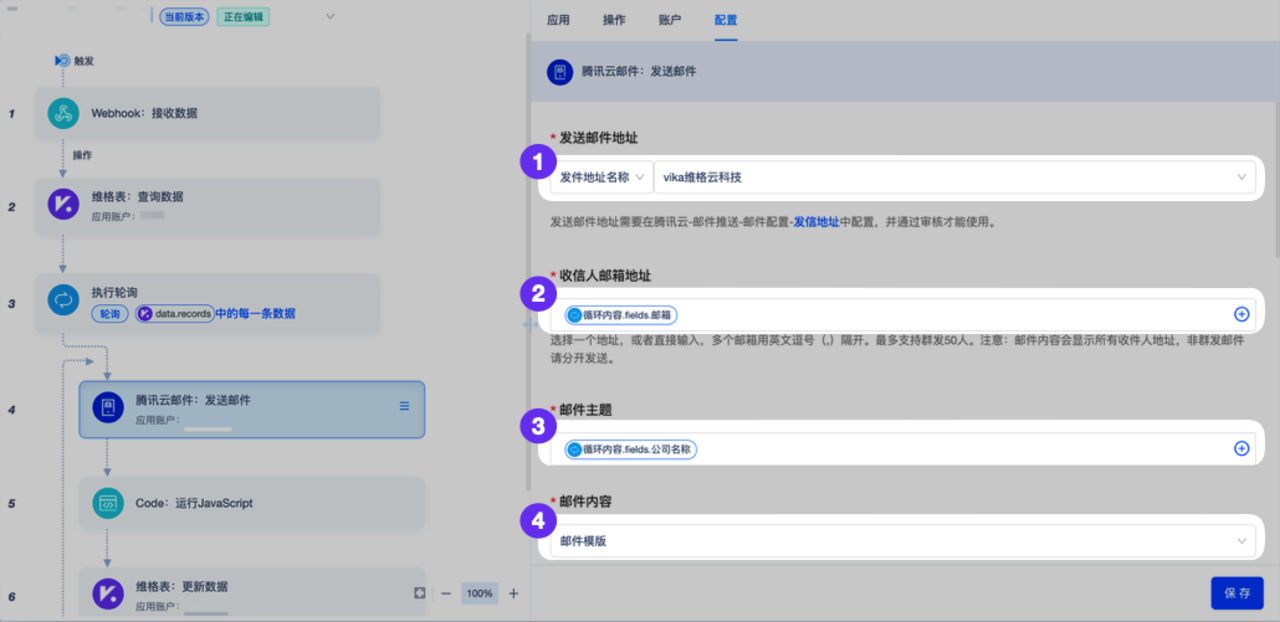 当前版本 正在编辑
触发
1 Webhook：接收数据
操作
2 维格表：查询数据
应用账户：
3 执行轮询
轮询 data.records 中的每一条数据
4 腾讯云邮件：发送邮件
应用账户：
5 Code：运行JavaScript
6 维格表：更新数据
应用账户：
100%
应用 操作 账户 配置
腾讯云邮件：发送邮件
* 发送邮件地址
1 发件地址名称 vika维格云科技
发送邮件地址需要在腾讯云-邮件推送-邮件配置-发信地址中配置，并通过审核才能使用。
* 收信人邮箱地址
2 循环内容.fields.邮箱
选择一个地址，或者直接输入，多个邮箱用英文逗号（,）隔开。最多支持群发50人。注意：邮件内容会显示所有收件人地址，非群发邮件
请分开发送。
* 邮件主题
3 循环内容.fields.公司名称
* 邮件内容
4 邮件模版
保存